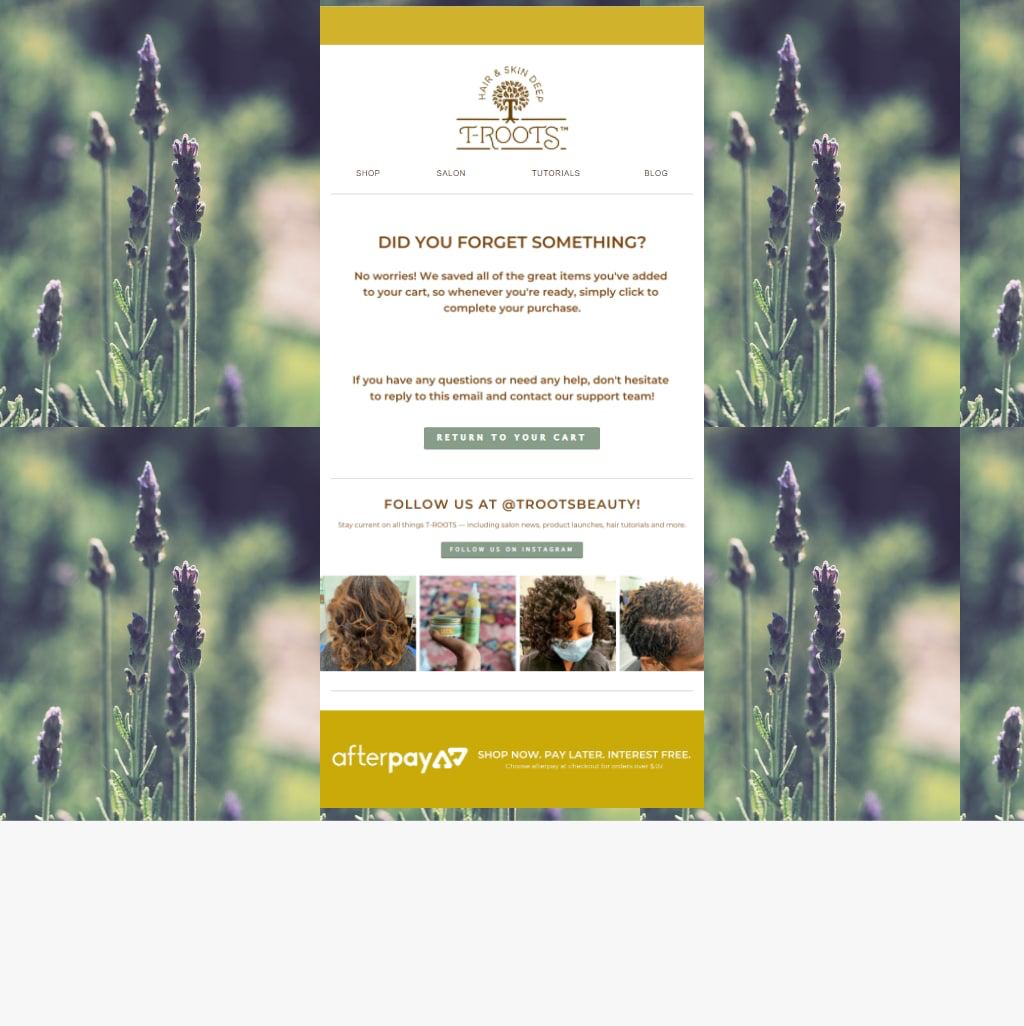 HAIR & SKIN DEEP
T-ROOTS™
SHOP SALON TUTORIALS BLOG
DID YOU FORGET SOMETHING?
No worries! We saved all of the great items you've added
to your cart, so whenever you're ready, simply click to
complete your purchase.
If you have any questions or need any help, don't hesitate
to reply to this email and contact our support team!
RETURN TO YOUR CART
FOLLOW US AT @TROOTSBEAUTY!
Stay current on all things T-ROOTS — including salon news, product launches, hair tutorials and more.
FOLLOW US ON INSTAGRAM
afterpay
SHOP NOW. PAY LATER. INTEREST FREE.
Choose afterpay at checkout for orders over